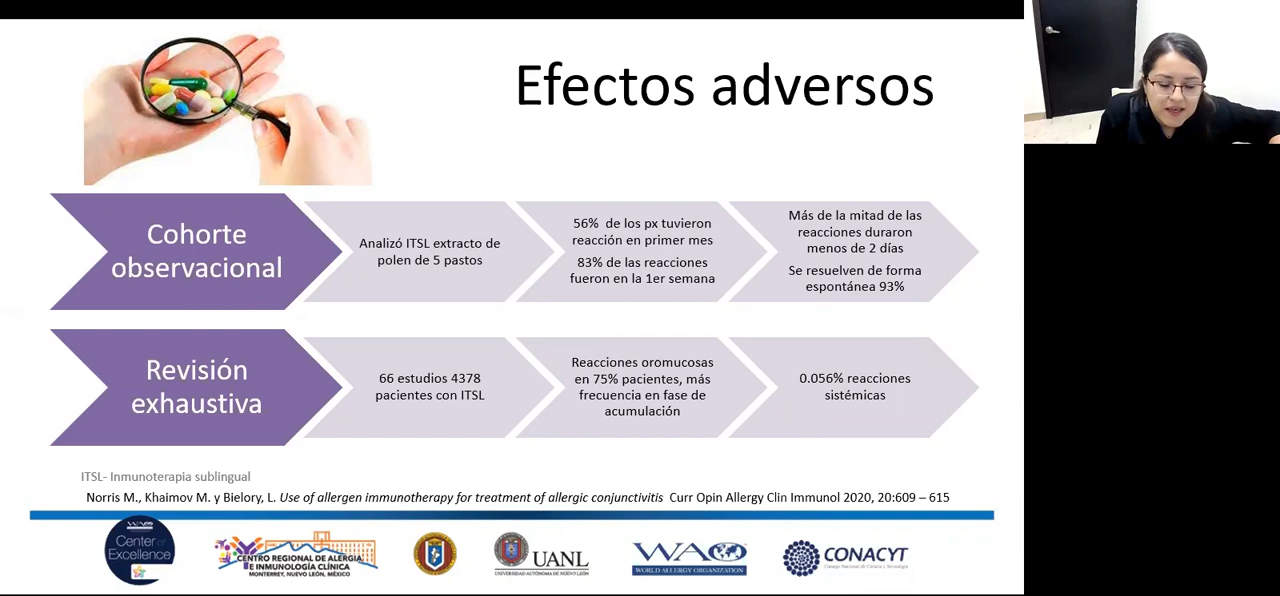 Efectos adversos
Cohorte
observacional
Analizó ITSL extracto de
polen de 5 pastos
56% de los px tuvieron
reacción en primer mes
83% de las reacciones
fueron en la 1er semana
Más de la mitad de las
reacciones duraron
menos de 2 días
Se resuelven de forma
espontánea 93%
Revisión
exhaustiva
66 estudios 4378
pacientes con ITSL
Reacciones oromucosas
en 75% pacientes, más
frecuencia en fase de
acumulación
0.056% reacciones
sistémicas
ITSL- Inmunoterapia sublingual
Norris M., Khaimov M. y Bielory, L. Use of allergen immunotherapy for treatment of allergic conjunctivitis Curr Opin Allergy Clin Immunol 2020, 20:609 – 615
WAO
Center of
Excellence
CENTRO REGIONAL DE ALERGIA
E INMUNOLOGÍA CLÍNICA
MONTERREY, NUEVO LEÓN, MÉXICO
UANL
UNIVERSIDAD AUTÓNOMA DE NUEVO LEÓN
WAO
WORLD ALLERGY ORGANIZATION
CONACYT
Consejo Nacional de Ciencia y Tecnología